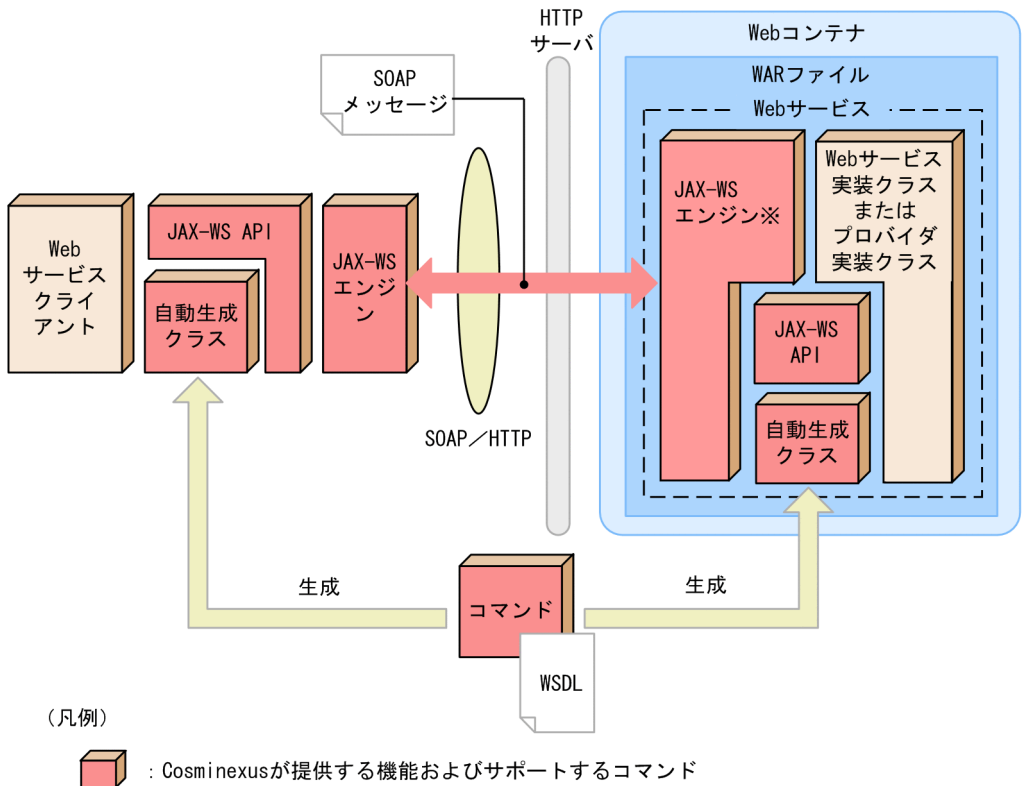 HTTP
サーバ
Webコンテナ
WARファイル
Webサービス
SOAP
メッセージ
JAX-WS
エンジン※
Webサービス
実装クラス
または
プロバイダ
実装クラス
Web
サービス
クライ
アント
JAX-WS API
自動生成
クラス
JAX-WS
エンジ
ン
JAX-WS
API
自動生成
クラス
SOAP／HTTP
生成
コマンド
生成
WSDL
（凡例）
：Cosminexusが提供する機能およびサポートするコマンド